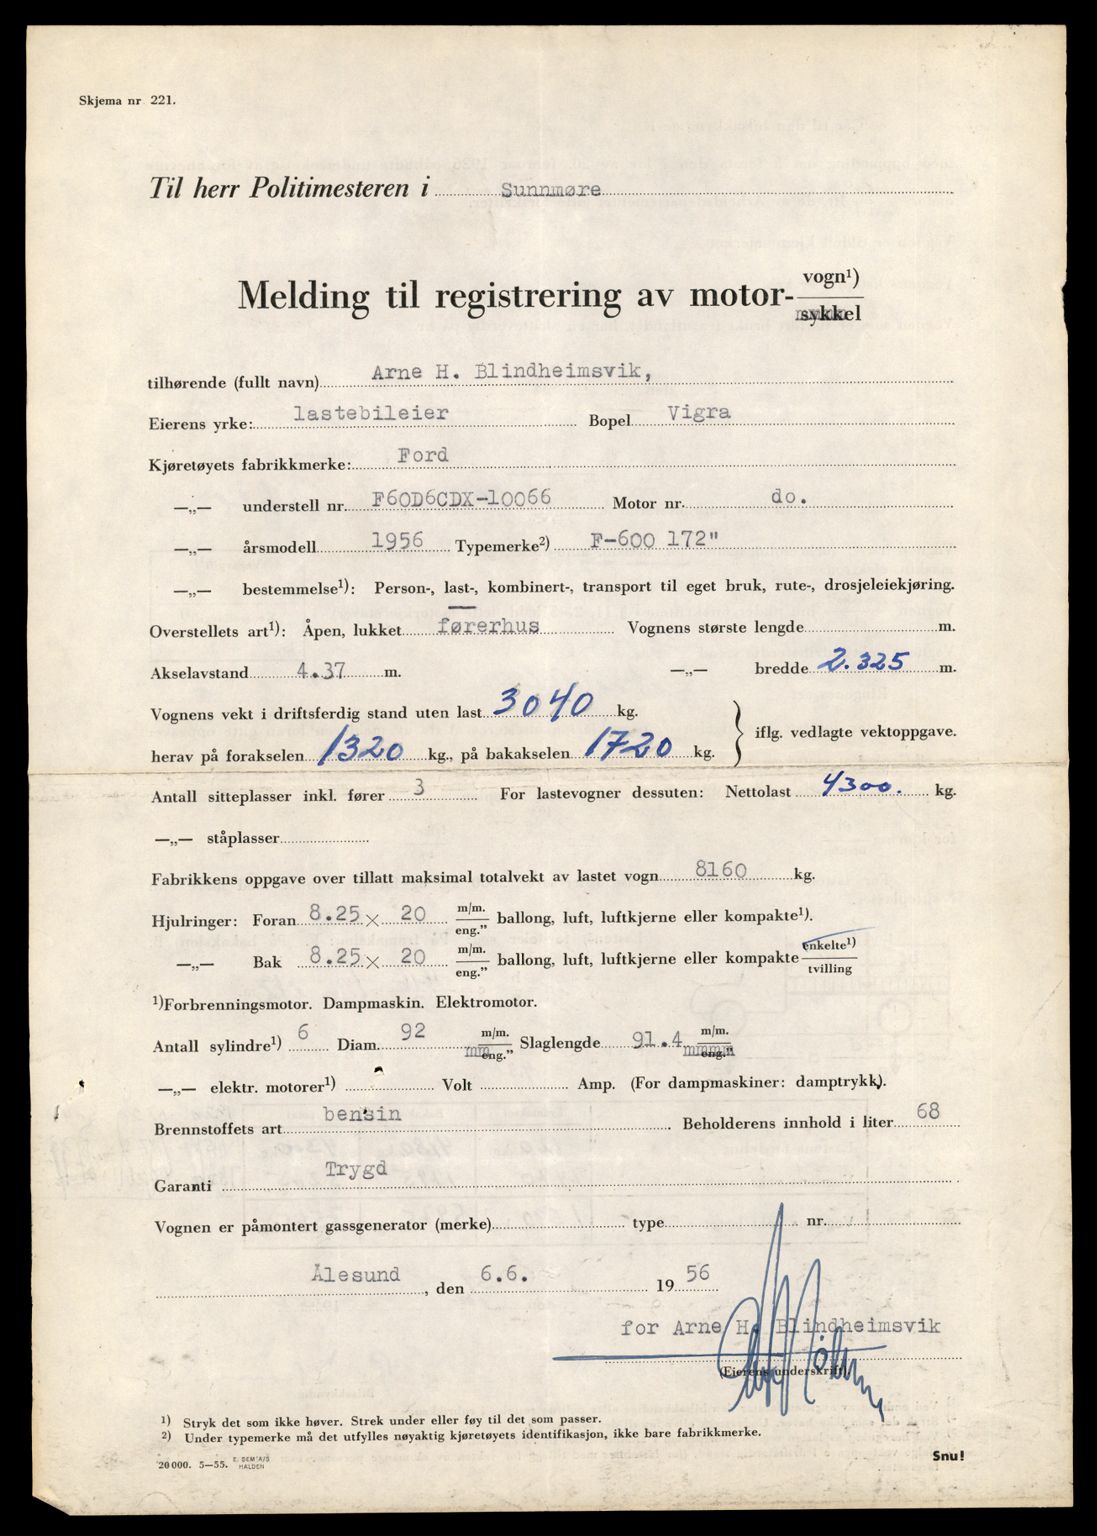 Skjema nr 221.
Til herr Politimesteren i Sunnmøre
Melding til registrering av motor- vogn¹)
sykkel
tilhørende (fullt navn) Arne H. Blindheimsvik,
Eierens yrke: lastebileier Bopel Vigra
Kjøretøyets fabrikkmerke: Ford
—„— understell nr. F60D6CDX-10066 Motor nr. do.
—„— årsmodell 1956 Typemerke²) F-600 172"
—„— bestemmelse¹): Person-, last-, kombinert-, transport til eget bruk, rute-, drosjeleiekjøring.
Overstellets art¹): Åpen, lukket førerhus Vognens største lengde m.
Akselavstand 4.37 m. —„— bredde 2.325 m.
Vognens vekt i driftsferdig stand uten last 3040 kg.
herav på forakselen 1320 kg., på bakakselen 1720 kg. } iflg. vedlagte vektoppgave.
Antall sitteplasser inkl. fører 3 For lastevogner dessuten: Nettolast 4300. kg.
—„— ståplasser
Fabrikkens oppgave over tillatt maksimal totalvekt av lastet vogn 8160 kg.
Hjulringer: Foran 8.25 × 20 m/m. eng.” ballong, luft, luftkjerne eller kompakte¹).
—„— Bak 8.25 × 20 m/m. eng.” ballong, luft, luftkjerne eller kompakte enkelte¹) tvilling
¹)Forbrenningsmotor. Dampmaskin. Elektromotor.
Antall sylindre¹) 6 Diam. 92 m/m. eng.” Slaglengde 91.4 m/m. eng.”
—„— elektr. motorer¹) Volt Amp. (For dampmaskiner: damptrykk).
Brennstoffets art bensin Beholderens innhold i liter 68
Garanti Trygd
Vognen er påmontert gassgenerator (merke) type nr.
Ålesund, den 6.6. 1956
for Arne H. Blindheimsvik
(Eierens underskrift)
¹) Stryk det som ikke høver. Strek under eller føy til det som passer.
²) Under typemerke må det utfylles nøyaktig kjøretøyets identifikasjon, ikke bare fabrikkmerke.
20000. 5—55. E. DEM A/S HALDEN
Snu!